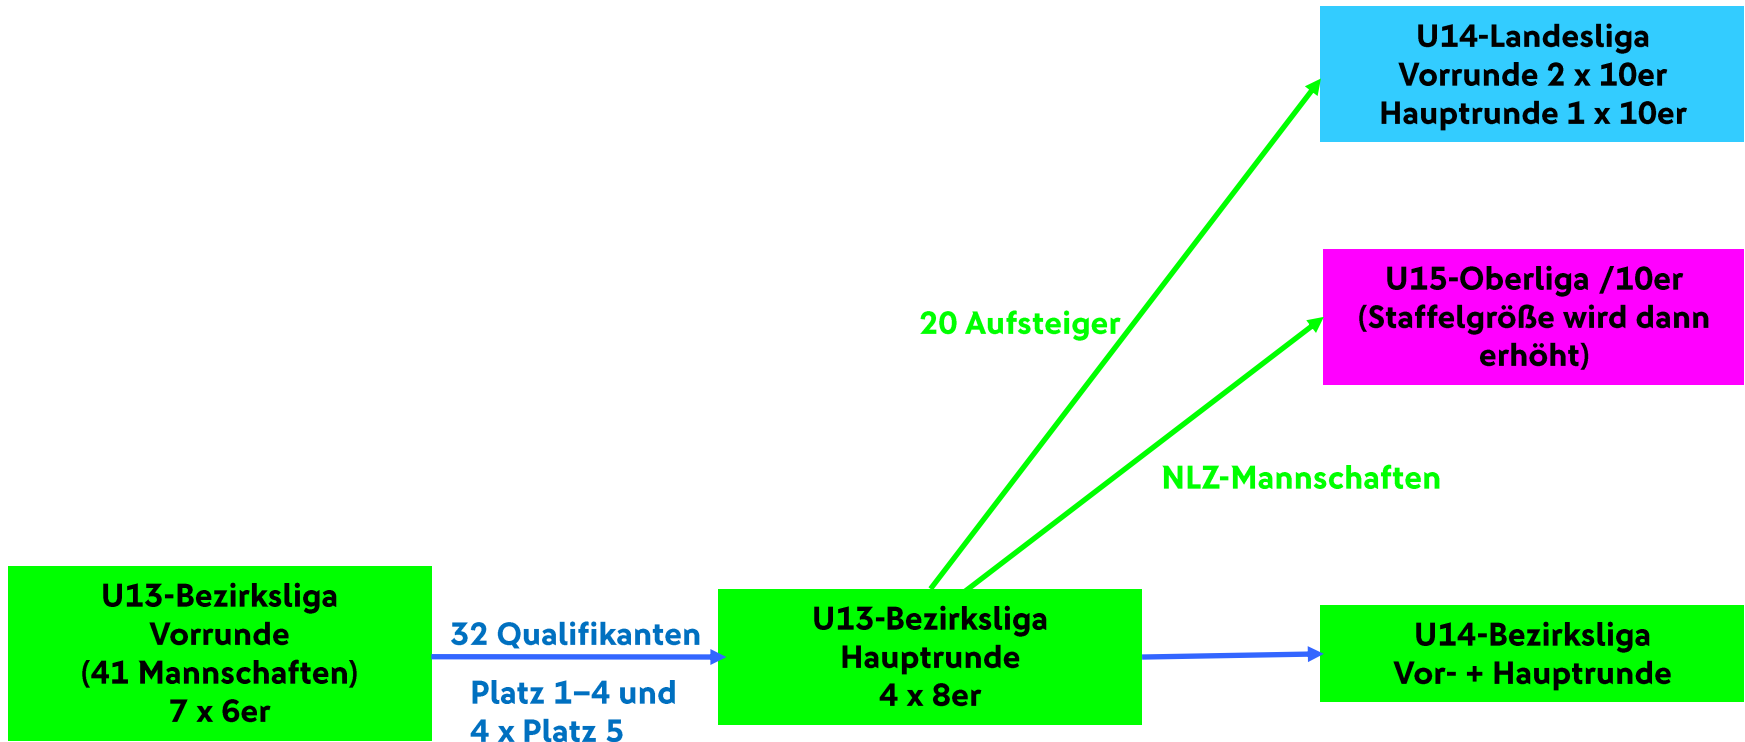 U14-Landesliga
Vorrunde 2 x 10er
Hauptrunde 1 x 10er
U15-Oberliga /10er
(Staffelgröße wird dann
erhöht)
20 Aufsteiger
NLZ-Mannschaften
U13-Bezirksliga
Vorrunde
(41 Mannschaften)
7 x 6er
32 Qualifikanten
Platz 1–4 und
4 x Platz 5
U13-Bezirksliga
Hauptrunde
4 x 8er
U14-Bezirksliga
Vor- + Hauptrunde